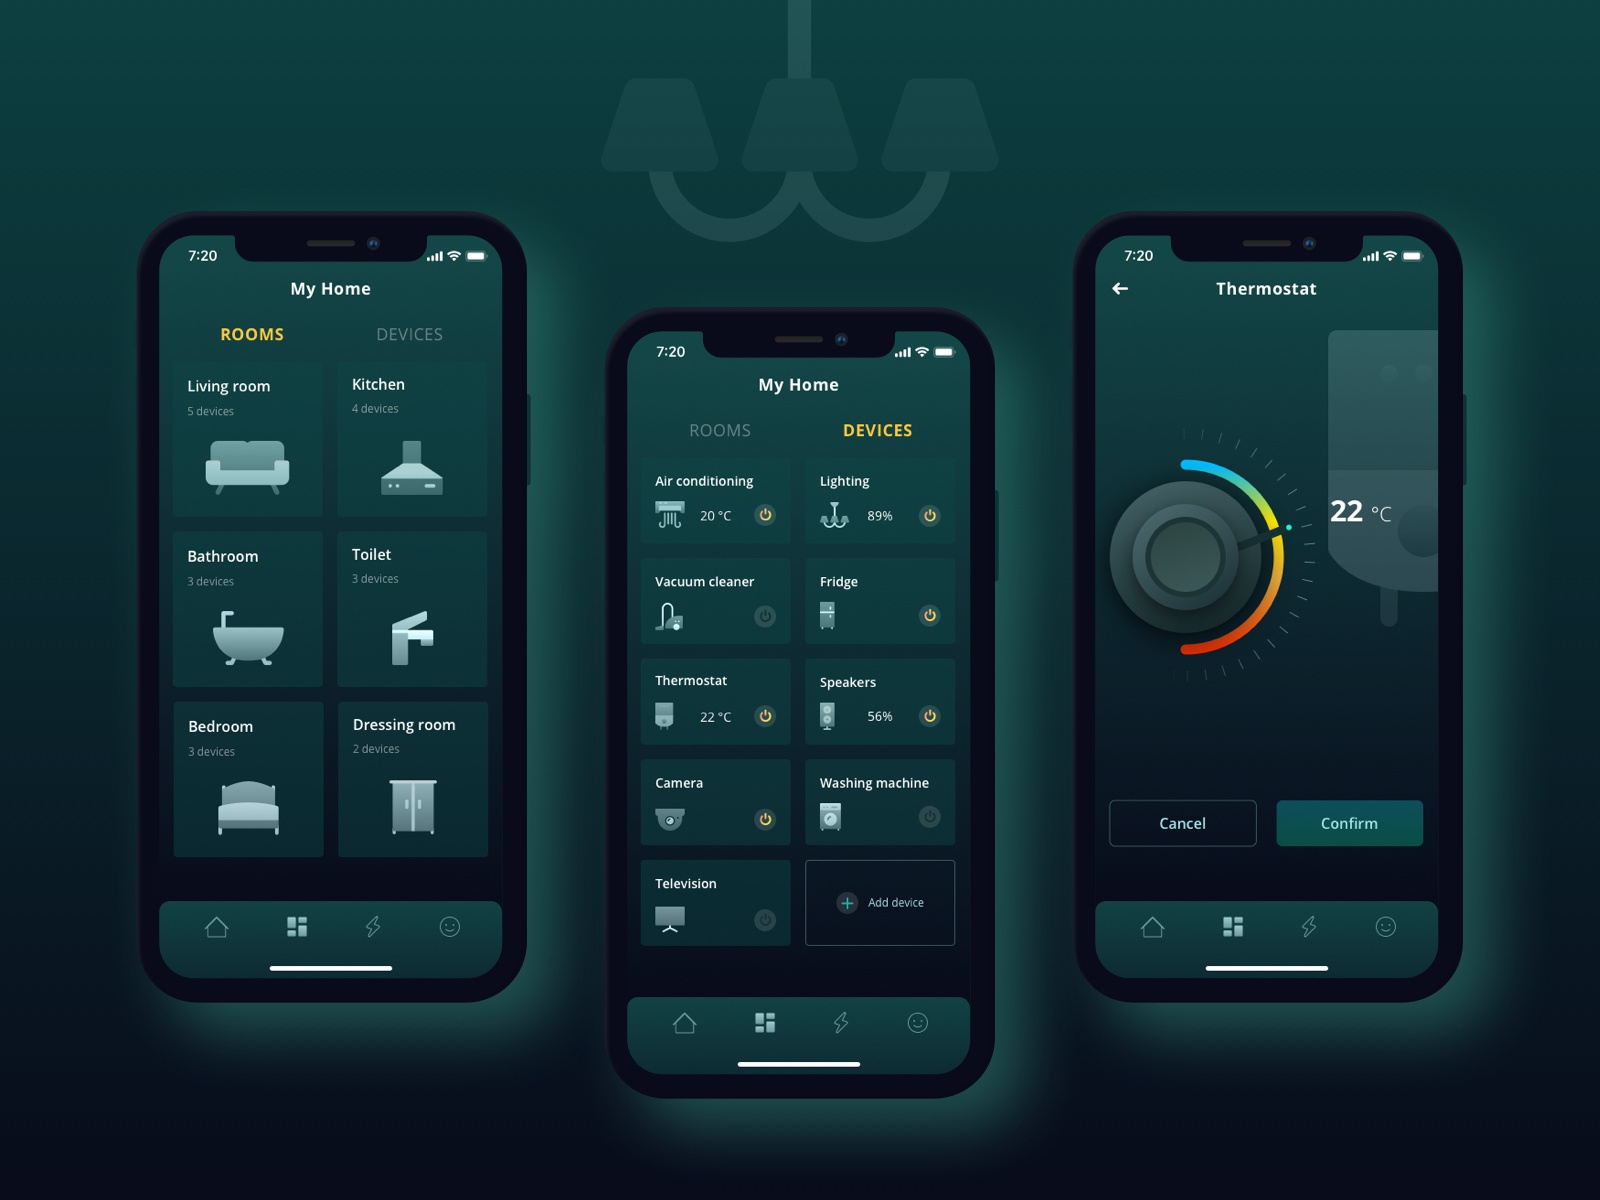 7:20
My Home
ROOMS DEVICES
Living room
5 devices
Kitchen
4 devices
Bathroom
3 devices
Toilet
3 devices
Bedroom
3 devices
Dressing room
2 devices
7:20
My Home
ROOMS DEVICES
Air conditioning
20 °C
Lighting
89%
Vacuum cleaner
Fridge
Thermostat
22 °C
Speakers
56%
Camera
Washing machine
Television
Add device
7:20
Thermostat
22 °C
Cancel
Confirm